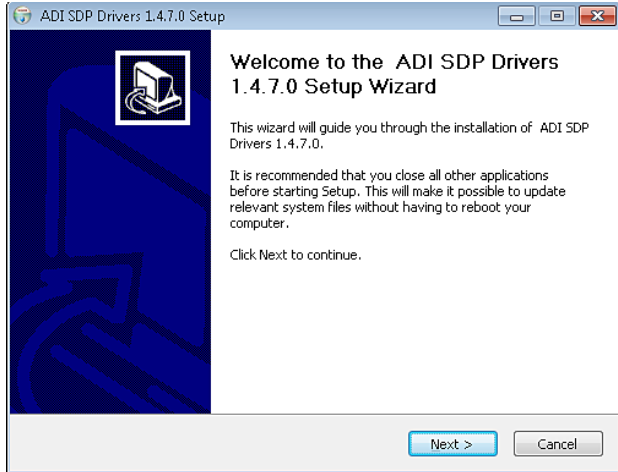 ADI SDP Drivers 1.4.7.0 Setup
Welcome to the ADI SDP Drivers
1.4.7.0 Setup Wizard
This wizard will guide you through the installation of ADI SDP
Drivers 1.4.7.0.
It is recommended that you close all other applications
before starting Setup. This will make it possible to update
relevant system files without having to reboot your
computer.
Click Next to continue.
Next >
Cancel